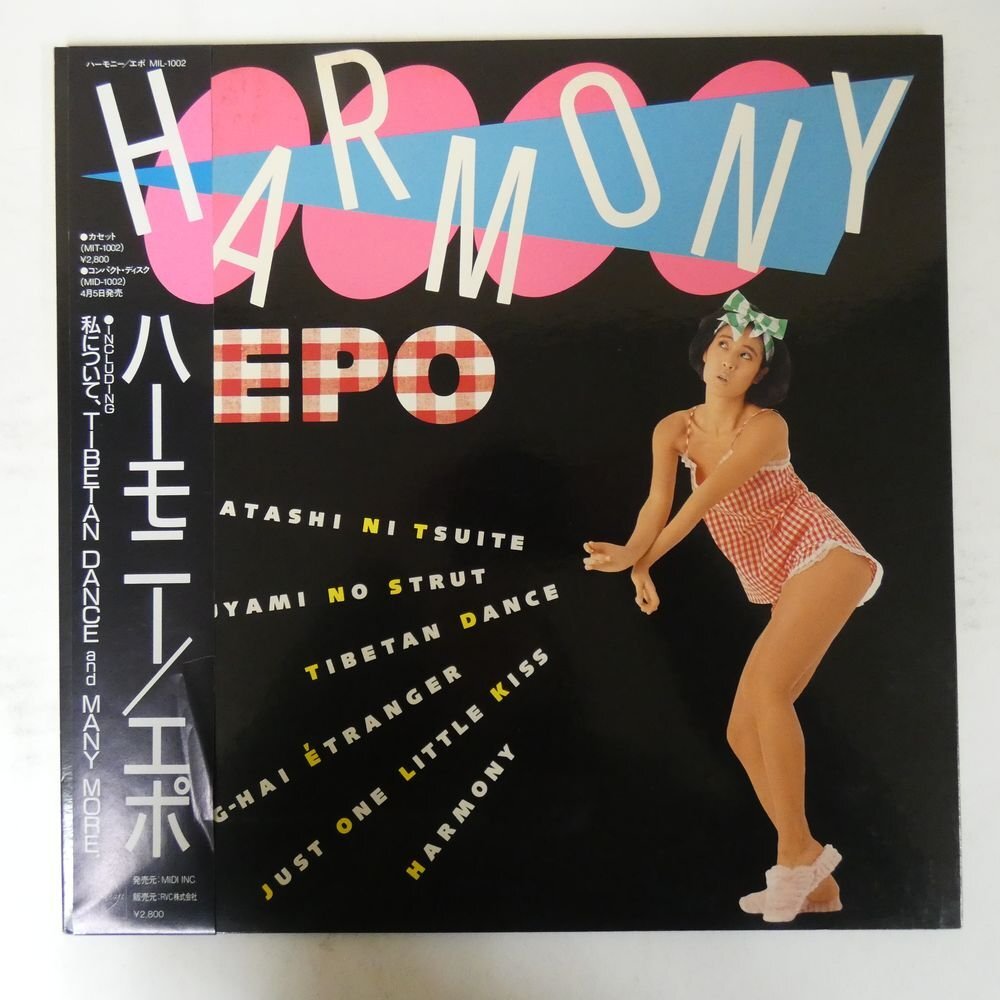 ハーモニー/エポ MIL-1002
HARMONY
●カセット
(MIT-1002)
¥2,800
●コンパクト・ディスク
(MID-1002)
4月5日発売
●INCLUDING
私について、TIBETAN DANCE and MANY MORE
ハーモニー/エポ
発売元:MIDI INC
販売元:RVC株式会社
¥2,800
EPO
ATASHI NI TSUITE
UYAMI NO STRUT
TIBETAN DANCE
G-HAI ÉTRANGER
JUST ONE LITTLE KISS
HARMONY